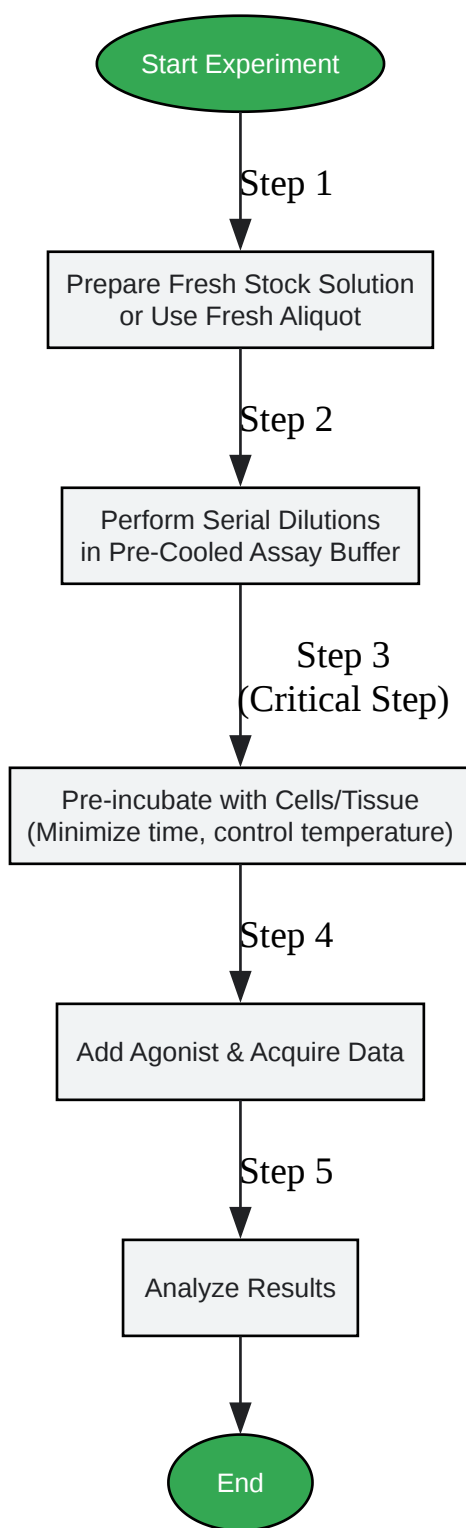 Start Experiment
Step 1
Prepare Fresh Stock Solution
or Use Fresh Aliquot
Step 2
Perform Serial Dilutions
in Pre-Cooled Assay Buffer
Step 3
(Critical Step)
Pre-incubate with Cells/Tissue
(Minimize time, control temperature)
Step 4
Add Agonist & Acquire Data
Step 5
Analyze Results
End